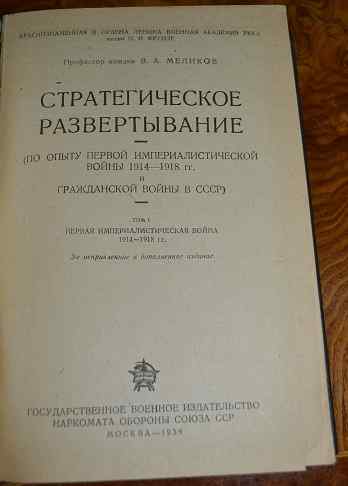 КРАСНОЗНАМЕННАЯ И ОРДЕНА ЛЕНИНА ВОЕННАЯ АКАДЕМИЯ РККА
имени М. В. ФРУНЗЕ
Профессор комдив В. А. МЕЛИКОВ
СТРАТЕГИЧЕСКОЕ
РАЗВЕРТЫВАНИЕ
(ПО ОПЫТУ ПЕРВОЙ ИМПЕРИАЛИСТИЧЕСКОЙ
ВОЙНЫ 1914—1918 гг.
И
ГРАЖДАНСКОЙ ВОЙНЫ В СССР)
ТОМ I
ПЕРВАЯ ИМПЕРИАЛИСТИЧЕСКАЯ ВОЙНА
1914—1918 гг.
2-е исправленное и дополненное издание
ГОСУДАРСТВЕННОЕ ВОЕННОЕ ИЗДАТЕЛЬСТВО
НАРКОМАТА ОБОРОНЫ СОЮЗА ССР
МОСКВА—1939